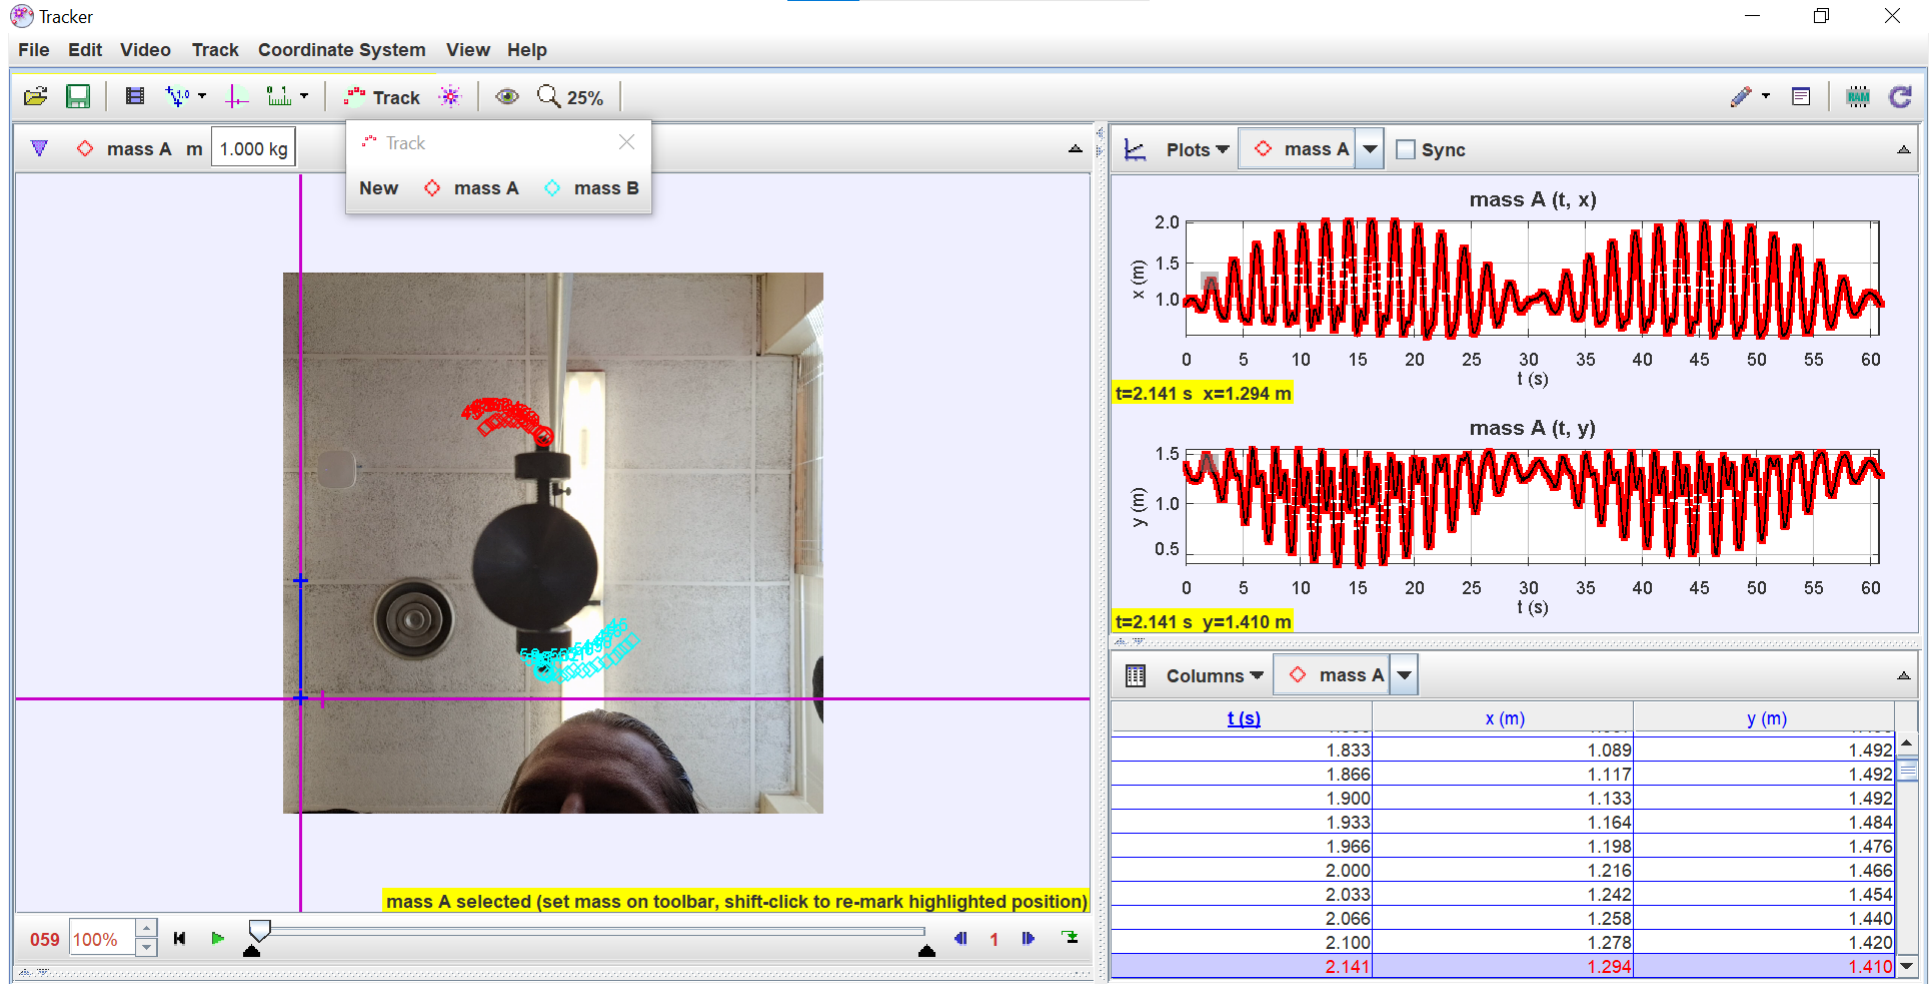 Tracker
File Edit Video Track Coordinate System View Help
Track 25%
mass A m 1.000 kg
Track
New mass A mass B
Plots mass A Sync
mass A (t, x)
2.0
1.5
1.0
x (m)
0 5 10 15 20 25 30 35 40 45 50 55 60
t (s)
t=2.141 s x=1.294 m
mass A (t, y)
1.5
1.0
0.5
y (m)
0 5 10 15 20 25 30 35 40 45 50 55 60
t (s)
t=2.141 s y=1.410 m
Columns mass A
t (s) x (m) y (m)
1.833 1.089 1.492
1.866 1.117 1.492
1.900 1.133 1.492
1.933 1.164 1.484
1.966 1.198 1.476
2.000 1.216 1.466
2.033 1.242 1.454
2.066 1.258 1.440
2.100 1.278 1.420
2.141 1.294 1.410
mass A selected (set mass on toolbar, shift-click to re-mark highlighted position)
059 100% 1